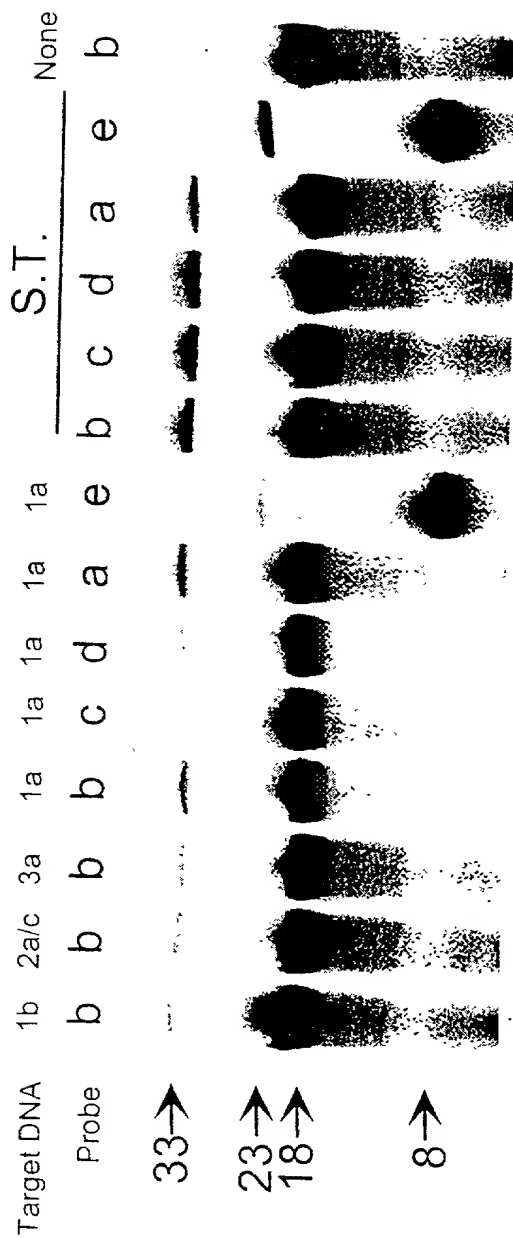 Target DNA 1b 2a/c 3a 1a 1a 1a 1a 1a S.T. None
Probe b b b b c d a e b c d a e b
33→
23→
18→
8→